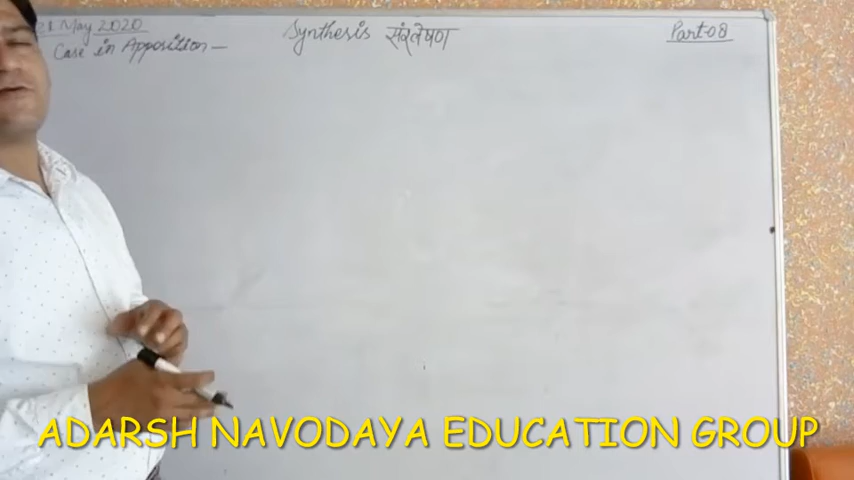 21 May 2020
Case in Apposition —
Synthesis संश्लेषण
Part-08
ADARSH NAVODAYA EDUCATION GROUP